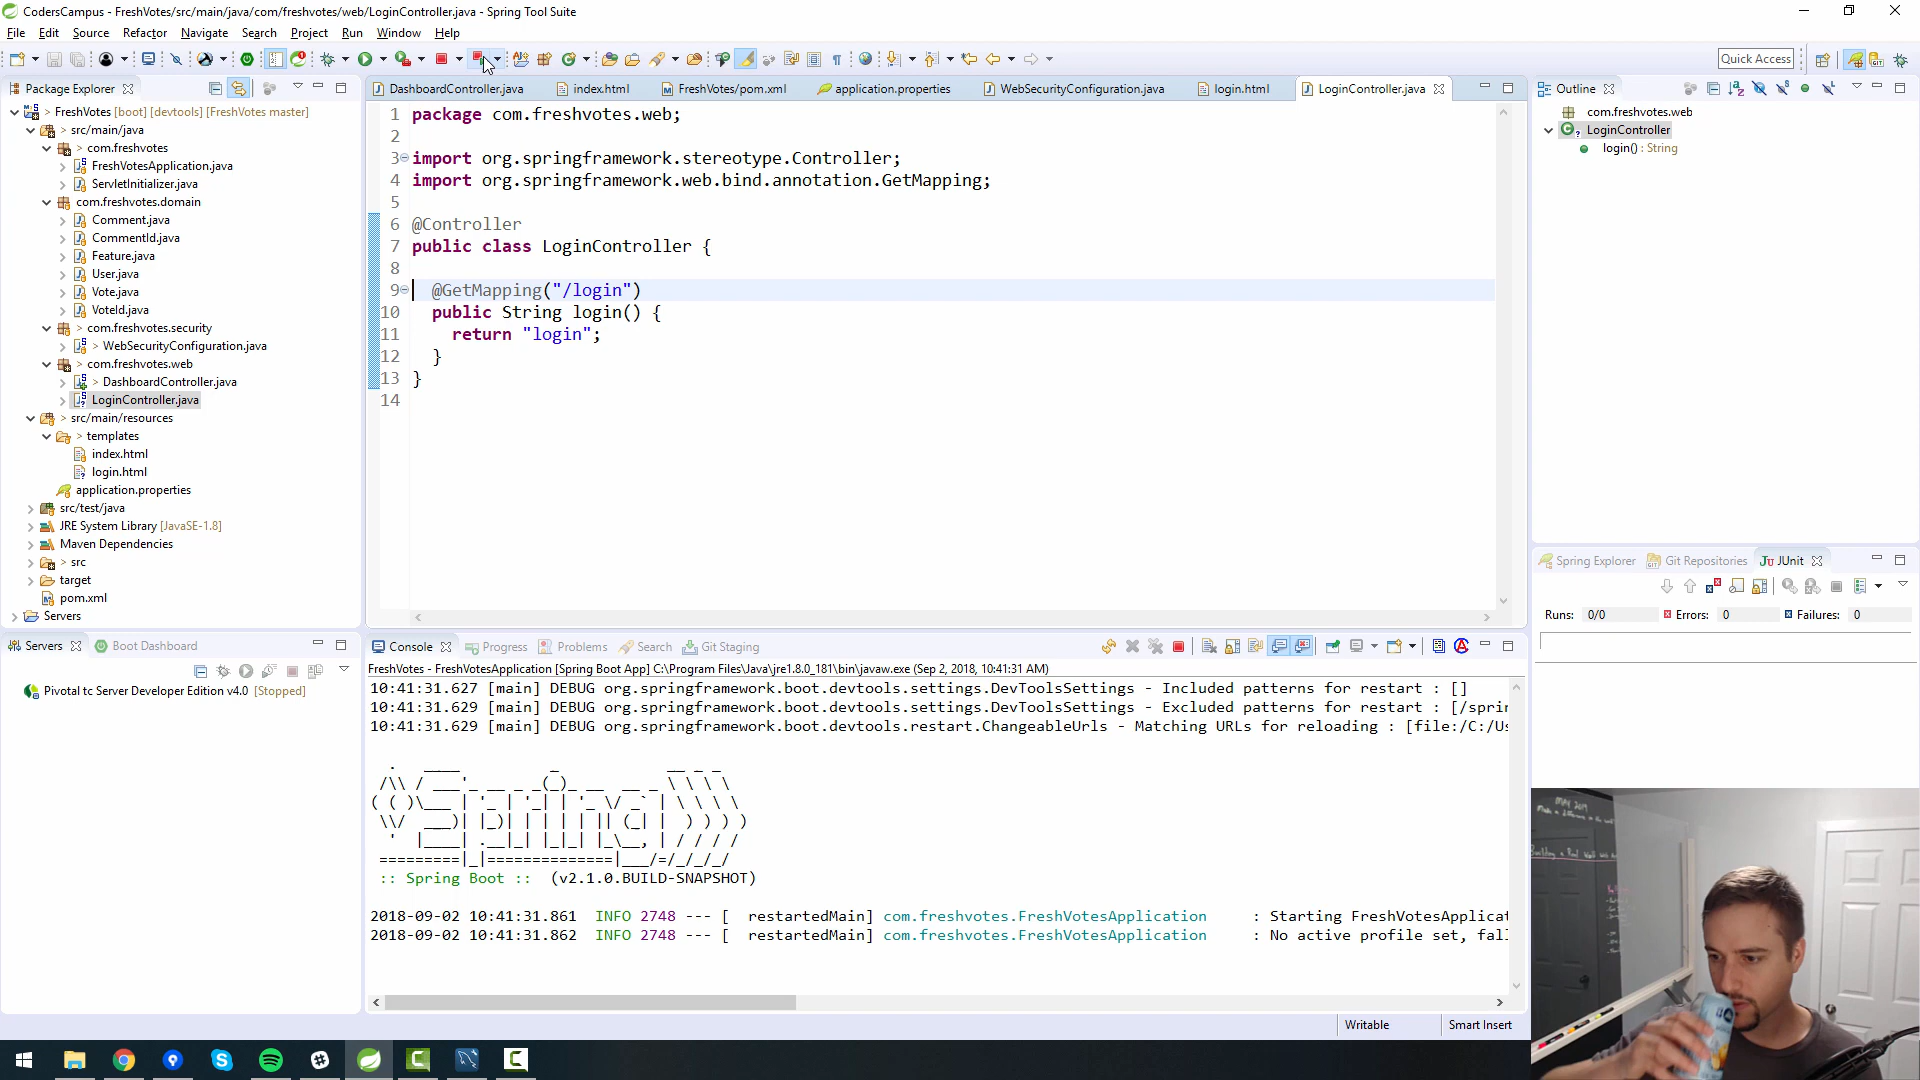 CodersCampus - FreshVotes/src/main/java/com/freshvotes/web/LoginController.java - Spring Tool Suite
File Edit Source Refactor Navigate Search Project Run Window Help
Quick Access
Package Explorer
FreshVotes [boot] [devtools] [FreshVotes master]
src/main/java
com.freshvotes
FreshVotesApplication.java
ServletInitializer.java
com.freshvotes.domain
Comment.java
CommentId.java
Feature.java
User.java
Vote.java
VoteId.java
com.freshvotes.security
WebSecurityConfiguration.java
com.freshvotes.web
DashboardController.java
LoginController.java
src/main/resources
templates
index.html
login.html
application.properties
src/test/java
JRE System Library [JavaSE-1.8]
Maven Dependencies
src
target
pom.xml
Servers
DashboardController.java index.html FreshVotes/pom.xml application.properties WebSecurityConfiguration.java login.html LoginController.java
1 package com.freshvotes.web;
2
3 import org.springframework.stereotype.Controller;
4 import org.springframework.web.bind.annotation.GetMapping;
5
6 @Controller
7 public class LoginController {
8
9 @GetMapping("/login")
10 public String login() {
11 return "login";
12 }
13 }
14
Outline
com.freshvotes.web
LoginController
login() : String
Spring Explorer Git Repositories JUnit
Runs: 0/0 Errors: 0 Failures: 0
Servers Boot Dashboard
Pivotal tc Server Developer Edition v4.0 [Stopped]
Console Progress Problems Search Git Staging
FreshVotes - FreshVotesApplication [Spring Boot App] C:\Program Files\Java\jre1.8.0_181\bin\javaw.exe (Sep 2, 2018, 10:41:31 AM)
10:41:31.627 [main] DEBUG org.springframework.boot.devtools.settings.DevToolsSettings - Included patterns for restart : []
10:41:31.629 [main] DEBUG org.springframework.boot.devtools.settings.DevToolsSettings - Excluded patterns for restart : [/sprin
10:41:31.629 [main] DEBUG org.springframework.boot.devtools.restart.ChangeableUrls - Matching URLs for reloading : [file:/C:/Us
Spring
:: Spring Boot :: (v2.1.0.BUILD-SNAPSHOT)
2018-09-02 10:41:31.861 INFO 2748 --- [ restartedMain] com.freshvotes.FreshVotesApplication : Starting FreshVotesApplicat
2018-09-02 10:41:31.862 INFO 2748 --- [ restartedMain] com.freshvotes.FreshVotesApplication : No active profile set, fall
Writable Smart Insert
MAY 2019